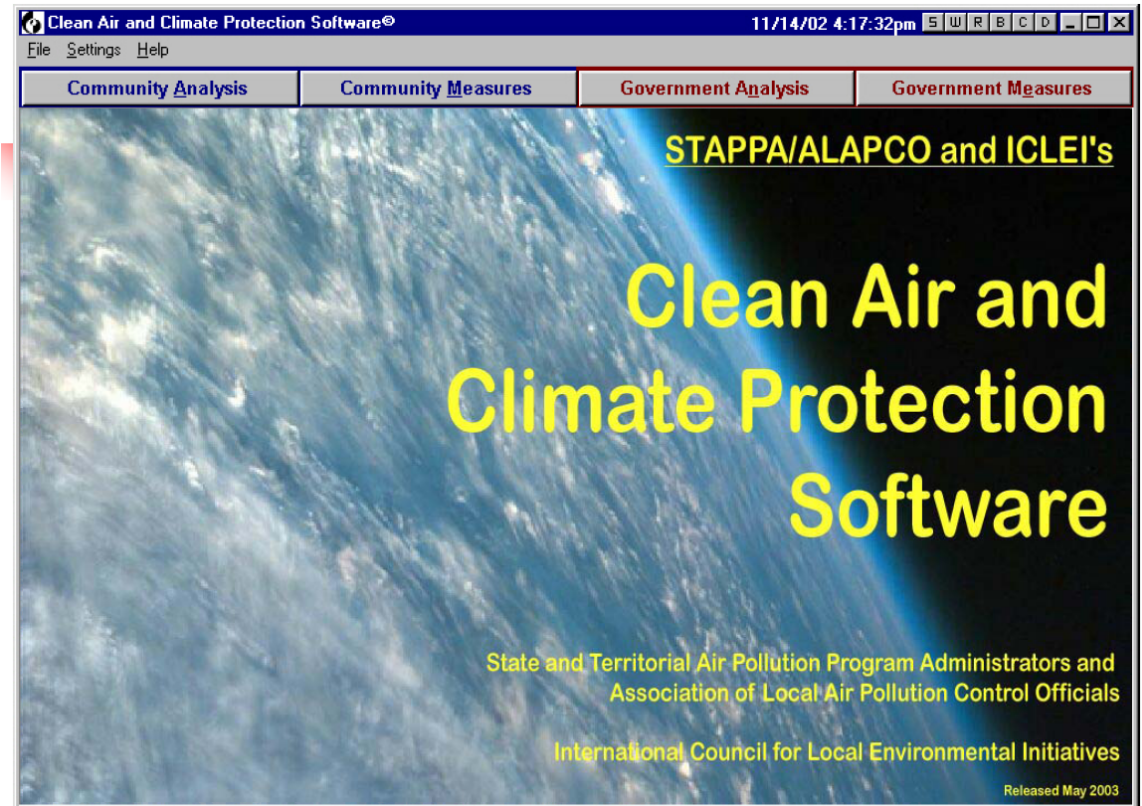 Clean Air and Climate Protection Software© 11/14/02 4:17:32pm S W R B C D
File Settings Help
Community Analysis Community Measures Government Analysis Government Measures
STAPPA/ALAPCO and ICLEI's
Clean Air and
Climate Protection
Software
State and Territorial Air Pollution Program Administrators and
Association of Local Air Pollution Control Officials
International Council for Local Environmental Initiatives
Released May 2003